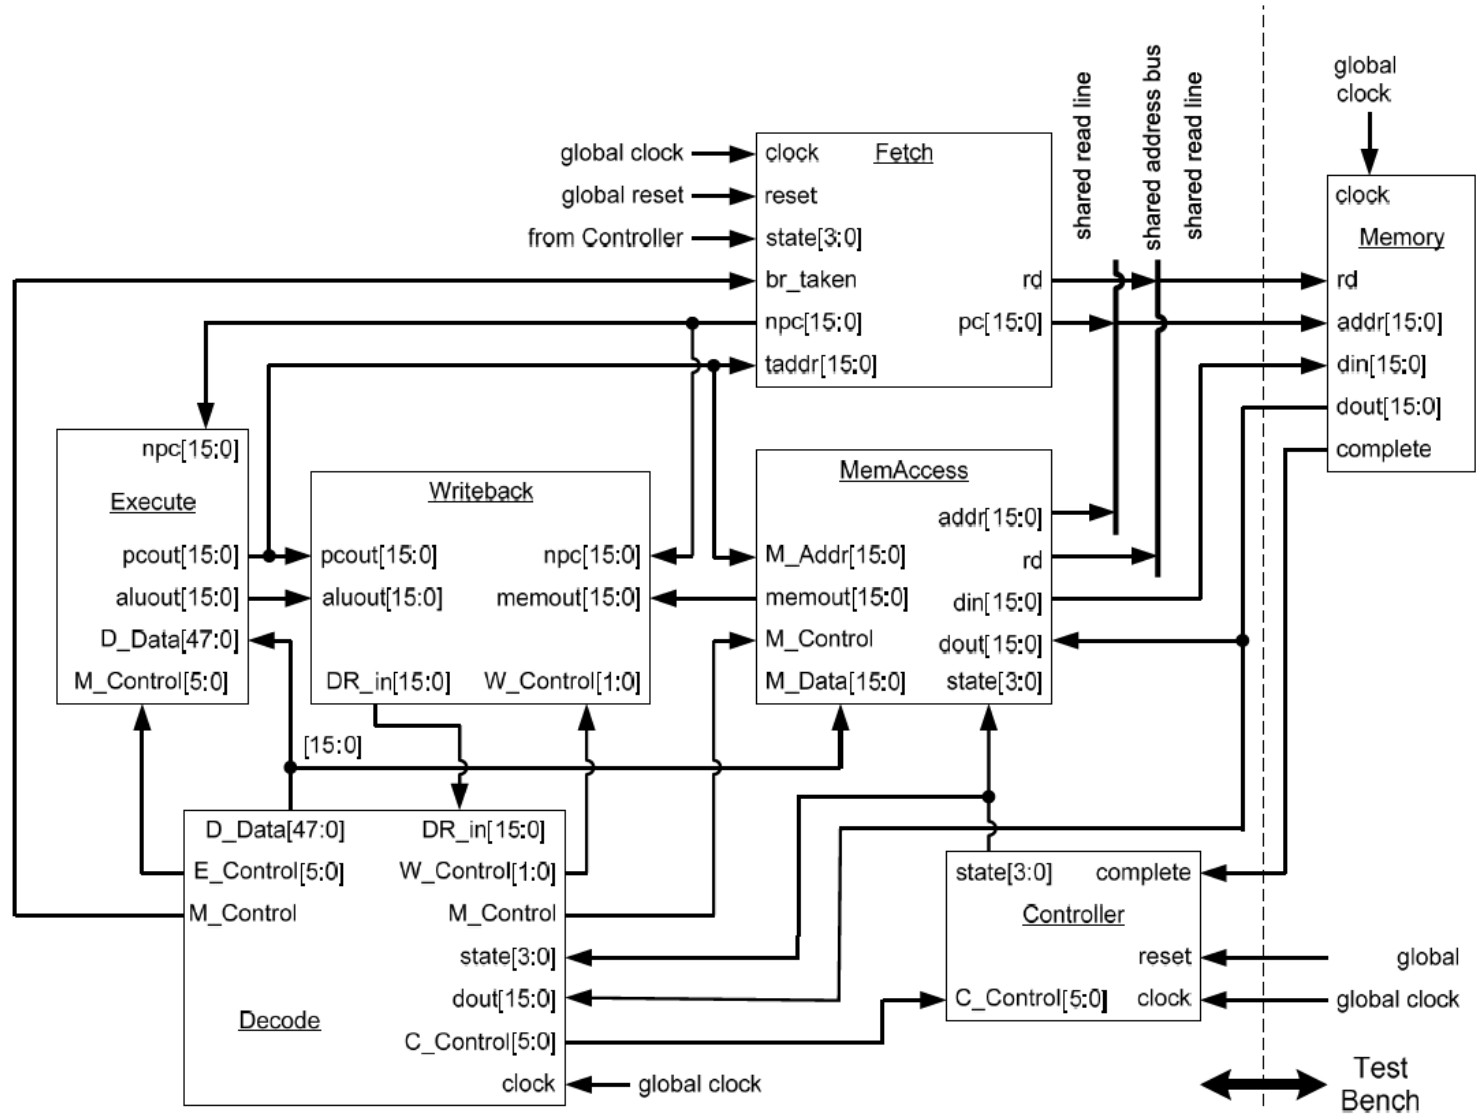 shared read line
shared address bus
shared read line
global
clock
global clock
clock
Fetch
global reset
reset
from Controller
state[3:0]
br_taken
rd
npc[15:0]
pc[15:0]
taddr[15:0]
clock
Memory
rd
addr[15:0]
din[15:0]
dout[15:0]
complete
npc[15:0]
Execute
pcout[15:0]
aluout[15:0]
D_Data[47:0]
M_Control[5:0]
Writeback
pcout[15:0]
npc[15:0]
aluout[15:0]
memout[15:0]
DR_in[15:0]
W_Control[1:0]
MemAccess
addr[15:0]
M_Addr[15:0]
rd
memout[15:0]
din[15:0]
M_Control
dout[15:0]
M_Data[15:0]
state[3:0]
[15:0]
D_Data[47:0]
DR_in[15:0]
E_Control[5:0]
W_Control[1:0]
M_Control
M_Control
state[3:0]
dout[15:0]
Decode
C_Control[5:0]
clock
global clock
state[3:0]
complete
Controller
reset
global
C_Control[5:0]
clock
global clock
Test
Bench